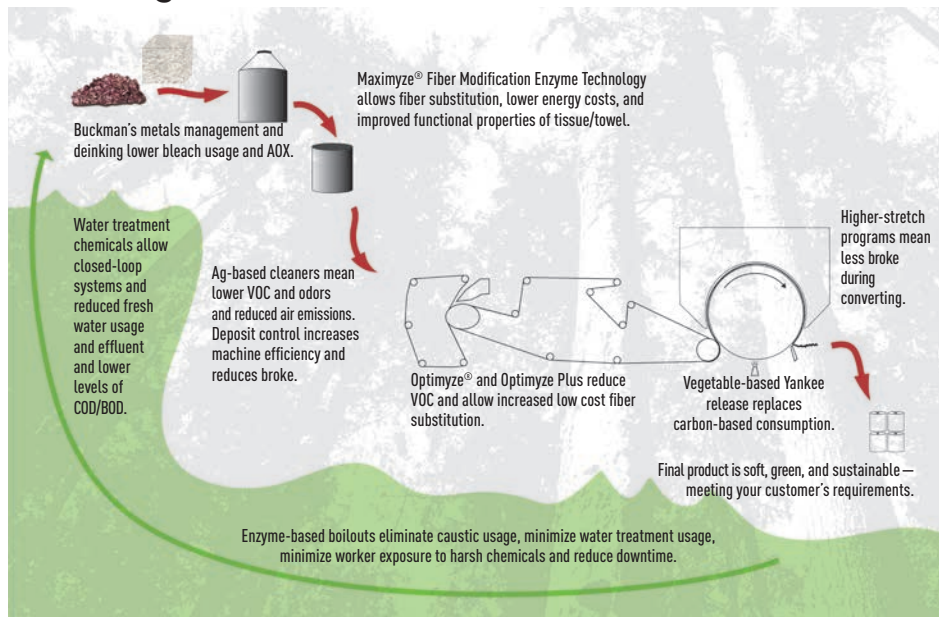 Maximyze® Fiber Modification Enzyme Technology
allows fiber substitution, lower energy costs, and
improved functional properties of tissue/towel.
Buckman's metals management and
deinking lower bleach usage and AOX.
Water treatment
chemicals allow
closed-loop
systems and
reduced fresh
water usage
and effluent
and lower
levels of
COD/BOD.
Ag-based cleaners mean
lower VOC and odors
and reduced air emissions.
Deposit control increases
machine efficiency and
reduces broke.
Optimyze® and Optimyze Plus reduce
VOC and allow increased low cost fiber
substitution.
Higher-stretch
programs mean
less broke
during
converting.
Vegetable-based Yankee
release replaces
carbon-based consumption.
Final product is soft, green, and sustainable —
meeting your customer's requirements.
Enzyme-based boilouts eliminate caustic usage, minimize water treatment usage,
minimize worker exposure to harsh chemicals and reduce downtime.